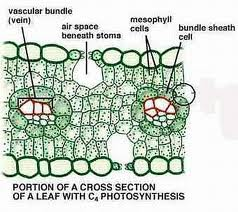 vascular bundle
(vein)
air space
beneath stoma
mesophyll
cells
bundle sheath
cell
PORTION OF A CROSS SECTION
OF A LEAF WITH C₄ PHOTOSYNTHESIS